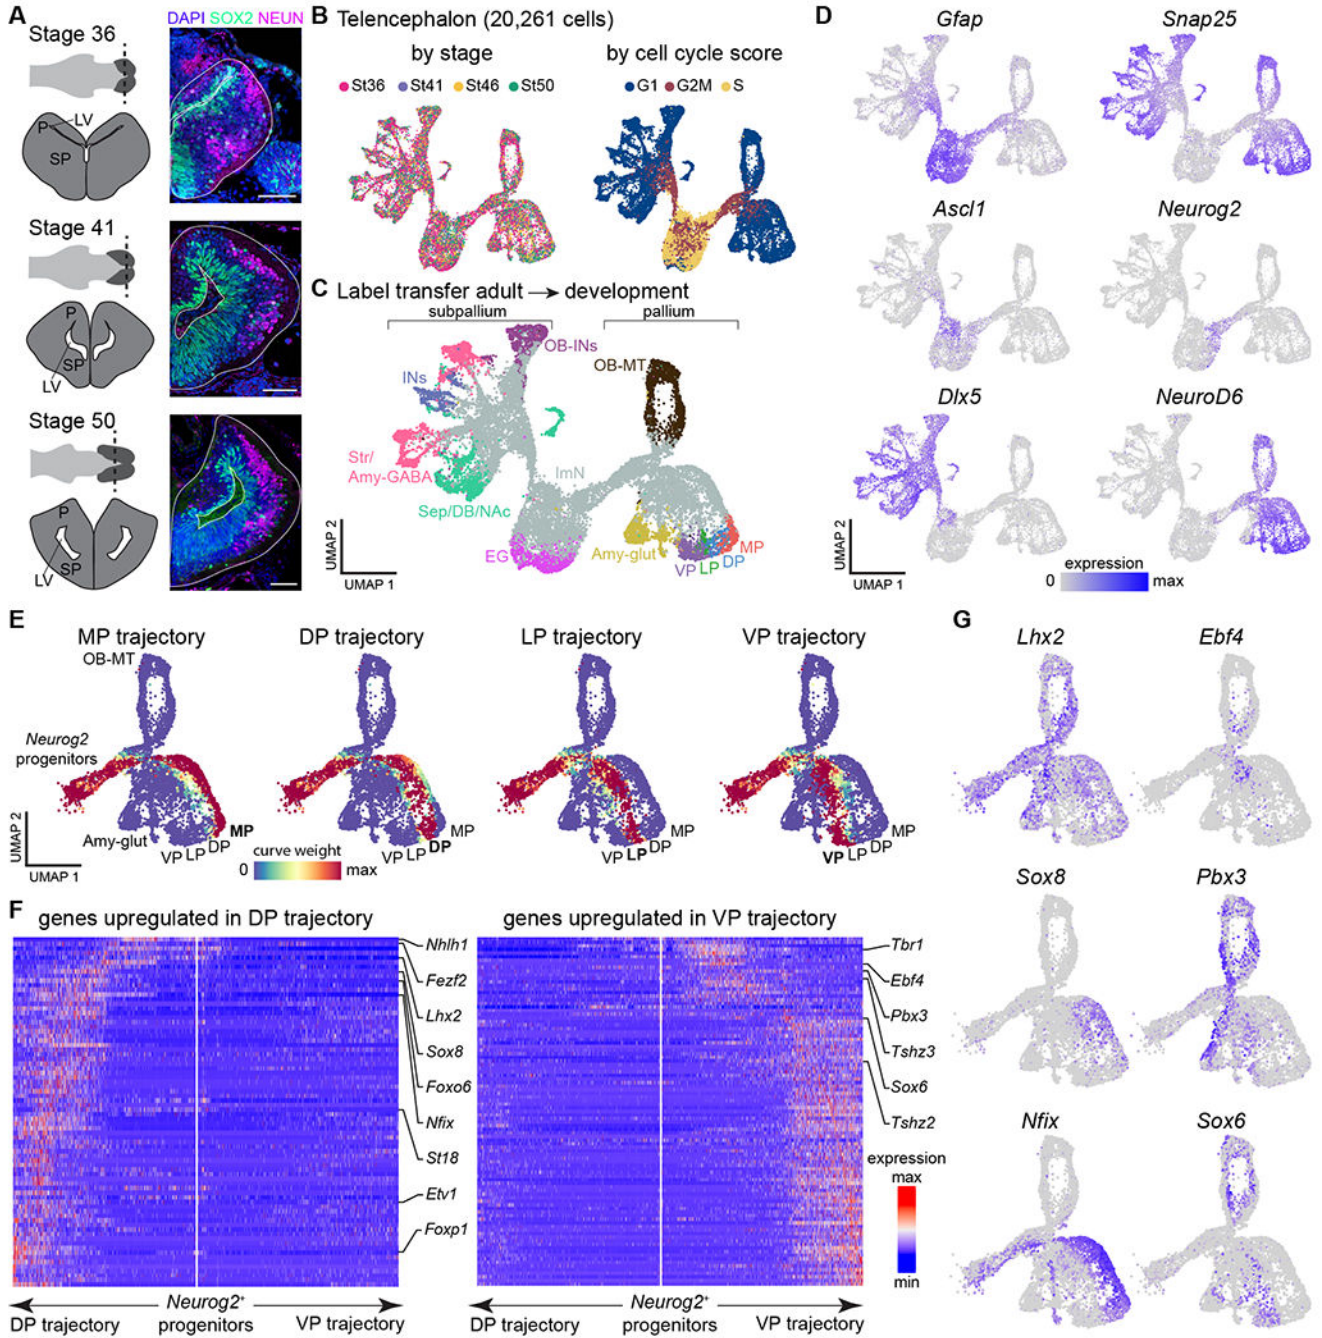 A
DAPI SOX2 NEUN
Stage 36
P
LV
SP
Stage 41
P
SP
LV
Stage 50
P
SP
LV
B Telencephalon (20,261 cells)
by stage
by cell cycle score
St36 St41 St46 St50
G1 G2M S
C Label transfer adult → development
subpallium
pallium
OB-INs
OB-MT
INs
Str/
Amy-GABA
ImN
Sep/DB/NAc
EG
Amy-glut
VP LP DP MP
UMAP 2
UMAP 1
D
Gfap
Snap25
Ascl1
Neurog2
Dlx5
NeuroD6
UMAP 2
UMAP 1
expression
0 max
E
MP trajectory
DP trajectory
LP trajectory
VP trajectory
OB-MT
Neurog2
progenitors
Amy-glut
VP LP DP MP
VP LP DP MP
VP LP DP MP
VP LP DP MP
UMAP 2
UMAP 1
curve weight
0 max
F
genes upregulated in DP trajectory
genes upregulated in VP trajectory
Nhlh1
Fezf2
Lhx2
Sox8
Foxo6
Nfix
St18
Etv1
Foxp1
Tbr1
Ebf4
Pbx3
Tshz3
Sox6
Tshz2
expression
max
min
Neurog2+
DP trajectory progenitors VP trajectory
Neurog2+
DP trajectory progenitors VP trajectory
G
Lhx2
Ebf4
Sox8
Pbx3
Nfix
Sox6